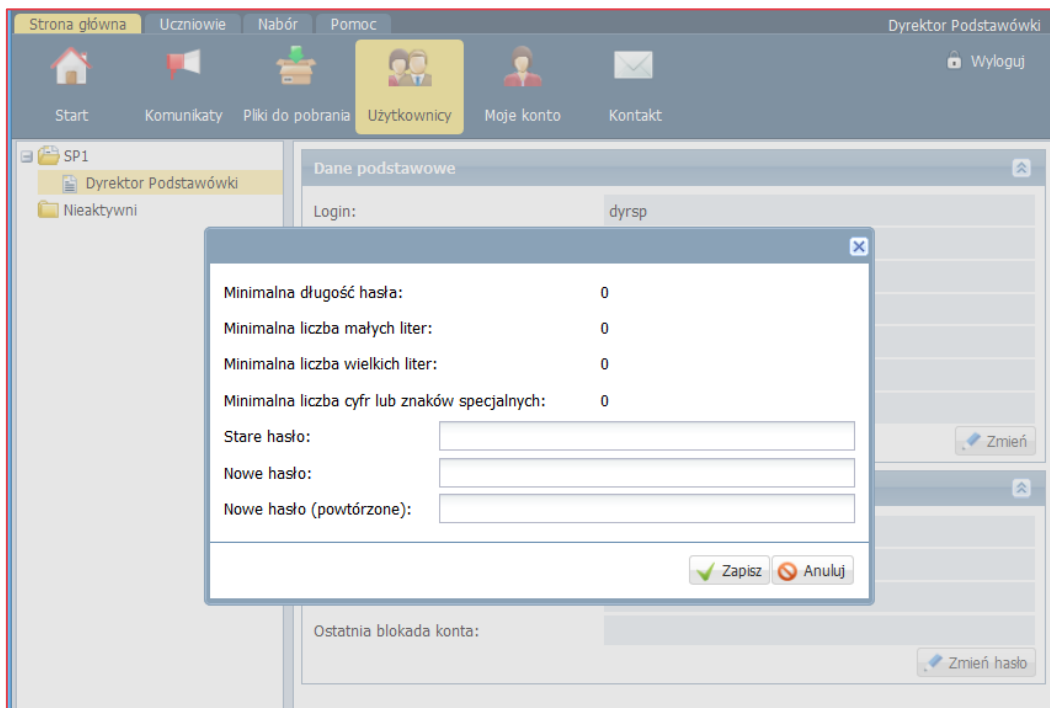 Strona główna Uczniowie Nabór Pomoc Dyrektor Podstawówki
Wyloguj
Start Komunikaty Pliki do pobrania Użytkownicy Moje konto Kontakt
SP1
Dyrektor Podstawówki
Nieaktywni
Dane podstawowe
Login: dyrsp
Minimalna długość hasła: 0
Minimalna liczba małych liter: 0
Minimalna liczba wielkich liter: 0
Minimalna liczba cyfr lub znaków specjalnych: 0
Stare hasło:
Nowe hasło:
Nowe hasło (powtórzone):
Zapisz Anuluj
Zmień
Ostatnia blokada konta:
Zmień hasło